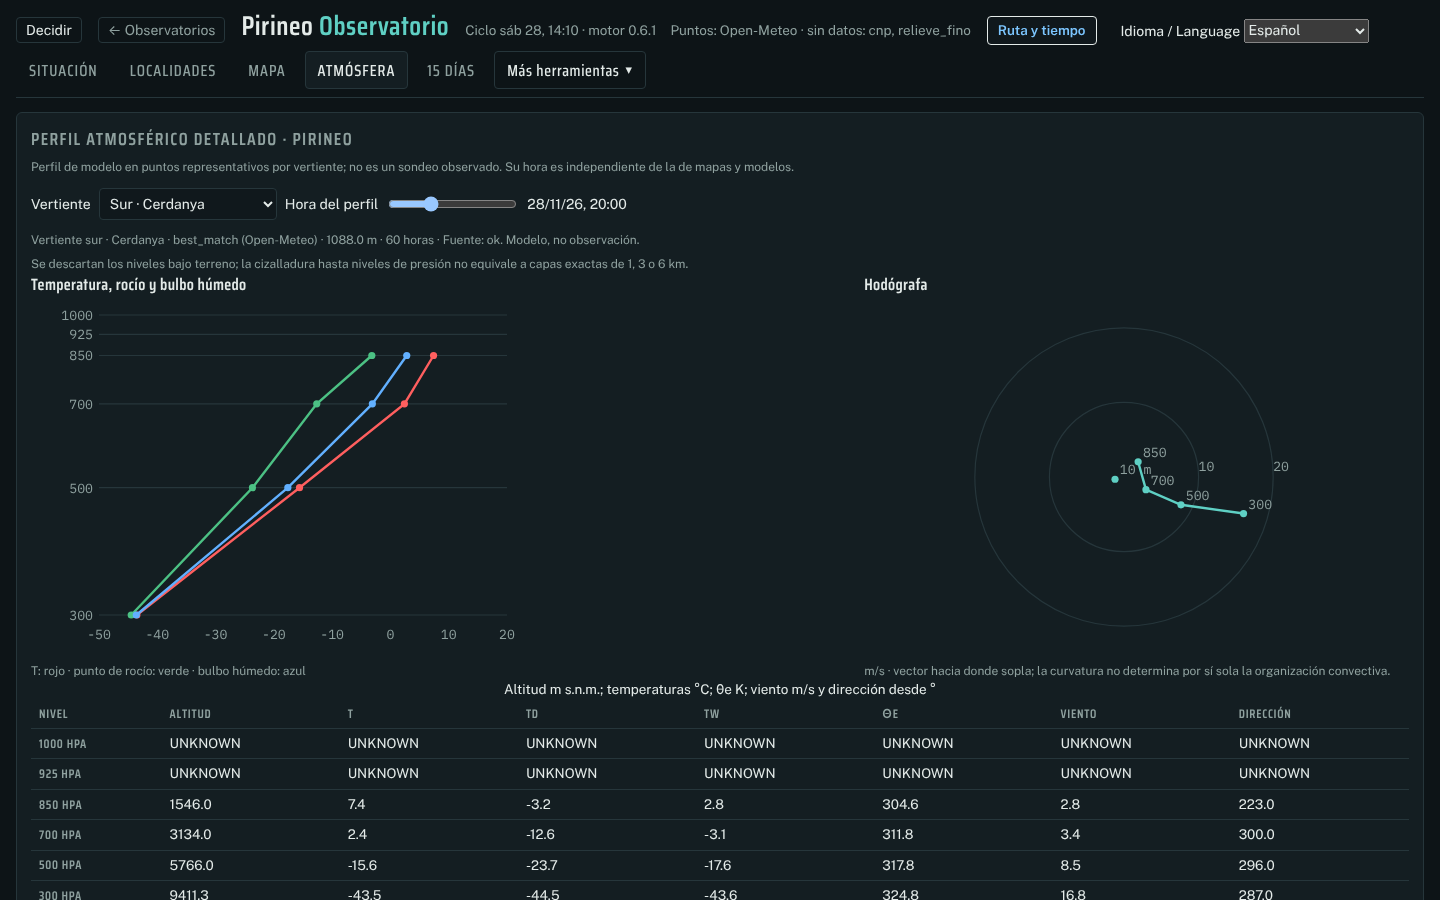 Decidir ← Observatorios Pirineo Observatorio Ciclo sáb 28, 14:10 · motor 0.6.1 Puntos: Open-Meteo · sin datos: cnp, relieve_fino Ruta y tiempo Idioma / Language Español
SITUACIÓN LOCALIDADES MAPA ATMÓSFERA 15 DÍAS Más herramientas ▾
PERFIL ATMOSFÉRICO DETALLADO · PIRINEO
Perfil de modelo en puntos representativos por vertiente; no es un sondeo observado. Su hora es independiente de la de mapas y modelos.
Vertiente Sur · Cerdanya Hora del perfil 28/11/26, 20:00
Vertiente sur · Cerdanya · best_match (Open-Meteo) · 1088.0 m · 60 horas · Fuente: ok. Modelo, no observación.
Se descartan los niveles bajo terreno; la cizalladura hasta niveles de presión no equivale a capas exactas de 1, 3 o 6 km.
Temperatura, rocío y bulbo húmedo
1000
925
850
700
500
300
-50 -40 -30 -20 -10 0 10 20
T: rojo · punto de rocío: verde · bulbo húmedo: azul
Hodógrafa
850
10 m
700
500
300
10
20
m/s · vector hacia donde sopla; la curvatura no determina por sí sola la organización convectiva.
Altitud m s.n.m.; temperaturas °C; θe K; viento m/s y dirección desde °
NIVEL ALTITUD T TD TW ΘE VIENTO DIRECCIÓN
1000 HPA UNKNOWN UNKNOWN UNKNOWN UNKNOWN UNKNOWN UNKNOWN UNKNOWN
925 HPA UNKNOWN UNKNOWN UNKNOWN UNKNOWN UNKNOWN UNKNOWN UNKNOWN
850 HPA 1546.0 7.4 -3.2 2.8 304.6 2.8 223.0
700 HPA 3134.0 2.4 -12.6 -3.1 311.8 3.4 300.0
500 HPA 5766.0 -15.6 -23.7 -17.6 317.8 8.5 296.0
300 HPA 9411.3 -43.5 -44.5 -43.6 324.8 16.8 287.0